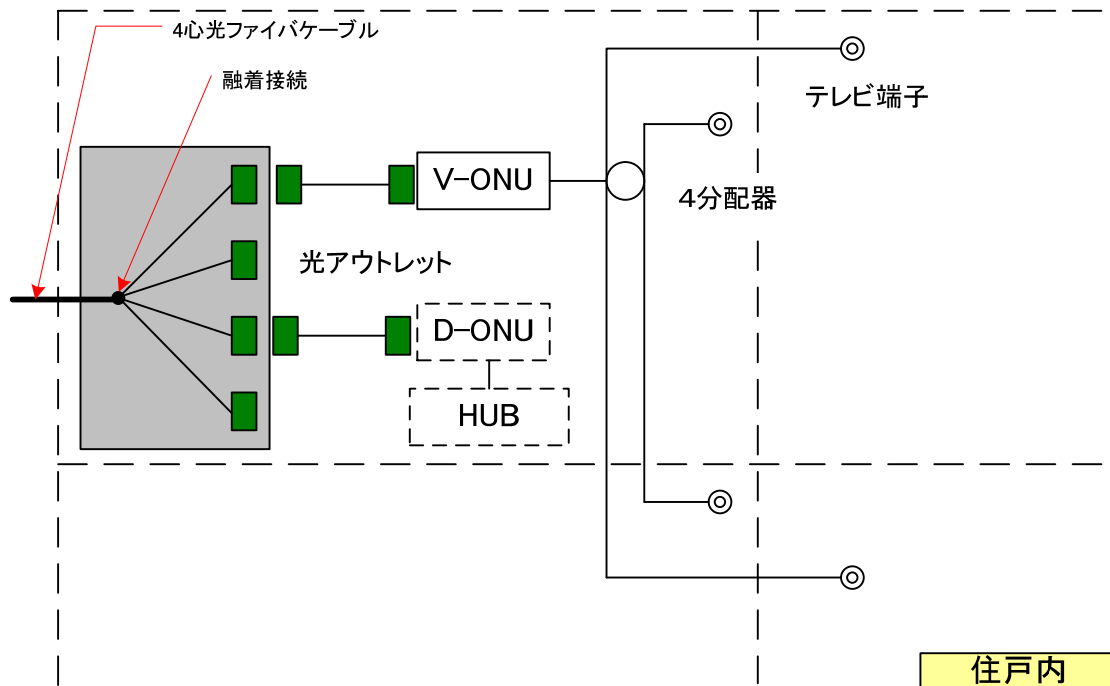 4心光ファイバケーブル
融着接続
テレビ端子
V-ONU
4分配器
光アウトレット
D-ONU
HUB
住戸内